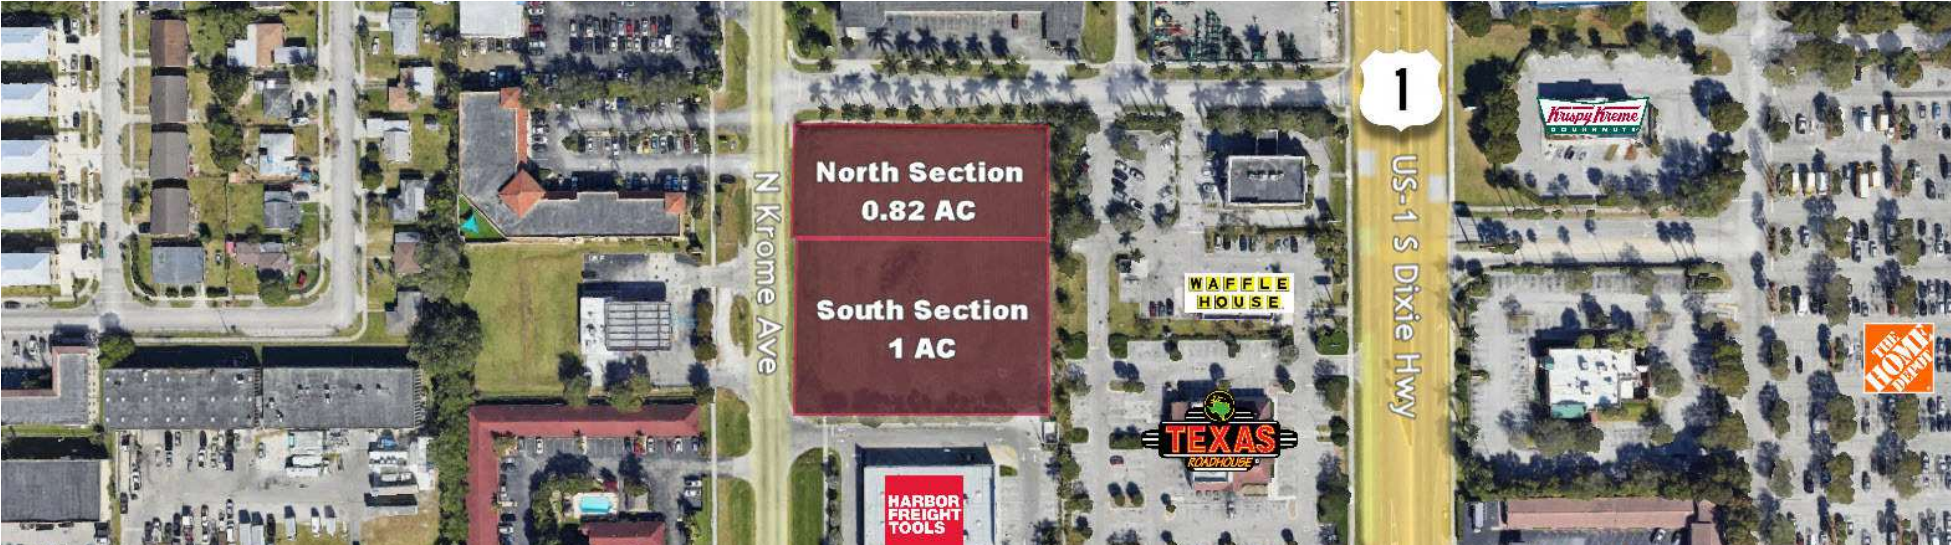 1
Krispy Kreme
DOUGHNUTS
North Section
0.82 AC
N Krome Ave
US-1 S Dixie Hwy
South Section
1 AC
WAFFLE
HOUSE
THE
HOME
DEPOT
TEXAS
ROADHOUSE
HARBOR
FREIGHT
TOOLS